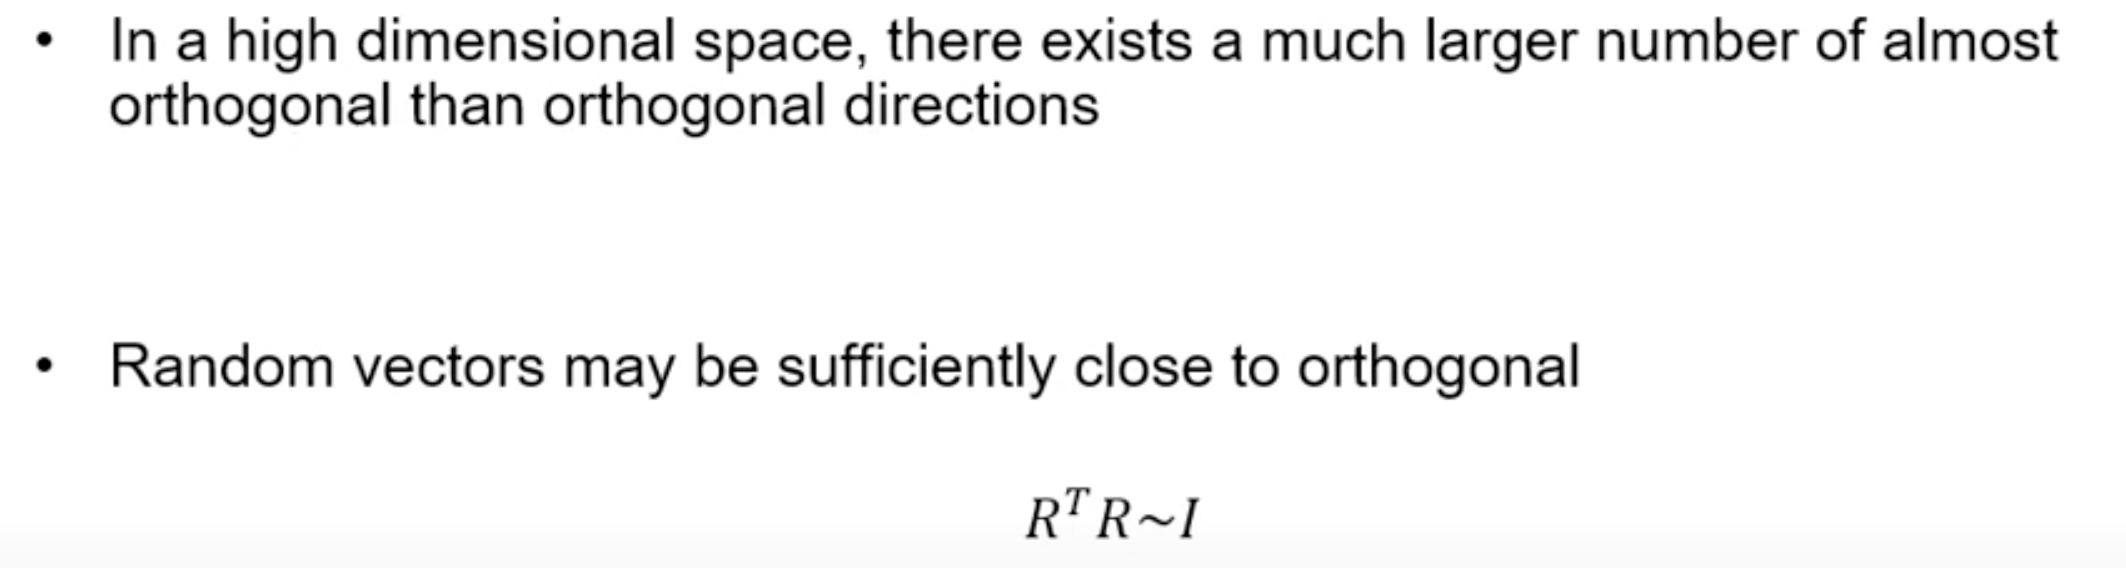 • In a high dimensional space, there exists a much larger number of almost
orthogonal than orthogonal directions
• Random vectors may be sufficiently close to orthogonal
Rᵀ R~I